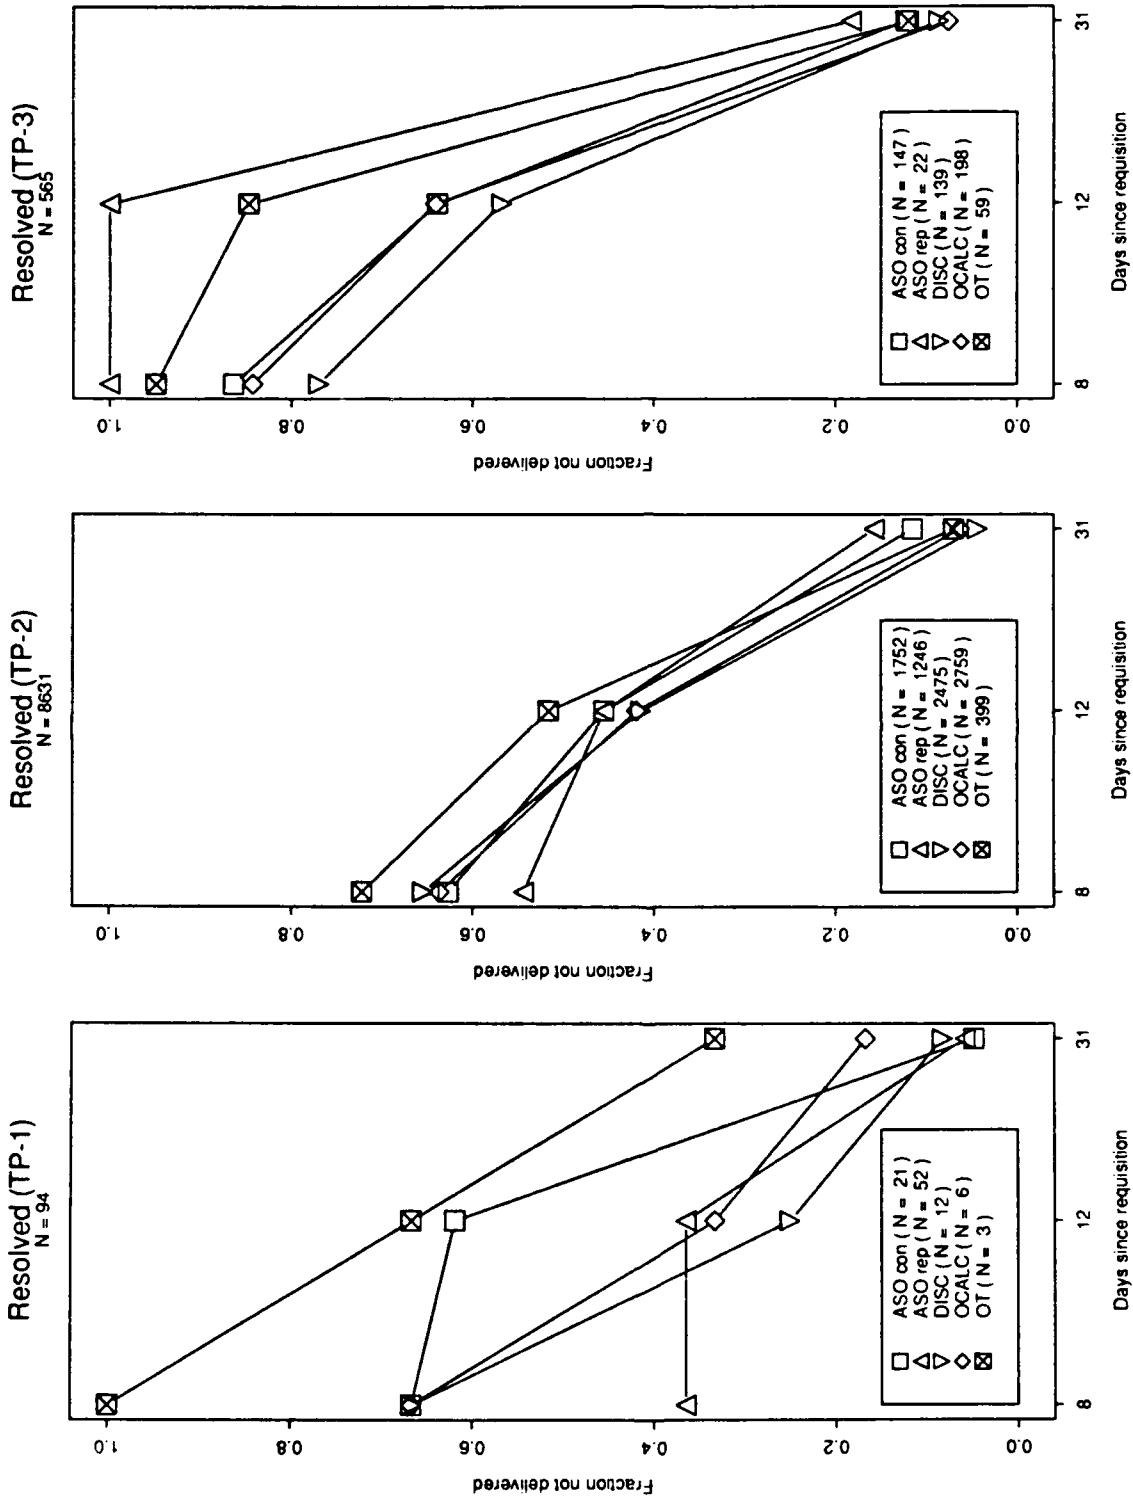 Resolved (TP-1)
N = 94
Fraction not delivered
1.0
0.8
0.6
0.4
0.2
0.0
ASO con ( N = 21 )
ASO rep ( N = 52 )
DISC ( N = 12 )
OCALC ( N = 6 )
OT ( N = 3 )
8
12
31
Days since requisition
Resolved (TP-2)
N = 8631
Fraction not delivered
1.0
0.8
0.6
0.4
0.2
0.0
ASO con ( N = 1752 )
ASO rep ( N = 1246 )
DISC ( N = 2475 )
OCALC ( N = 2759 )
OT ( N = 399 )
8
12
31
Days since requisition
Resolved (TP-3)
N = 565
Fraction not delivered
1.0
0.8
0.6
0.4
0.2
0.0
ASO con ( N = 147 )
ASO rep ( N = 22 )
DISC ( N = 139 )
OCALC ( N = 198 )
OT ( N = 59 )
8
12
31
Days since requisition